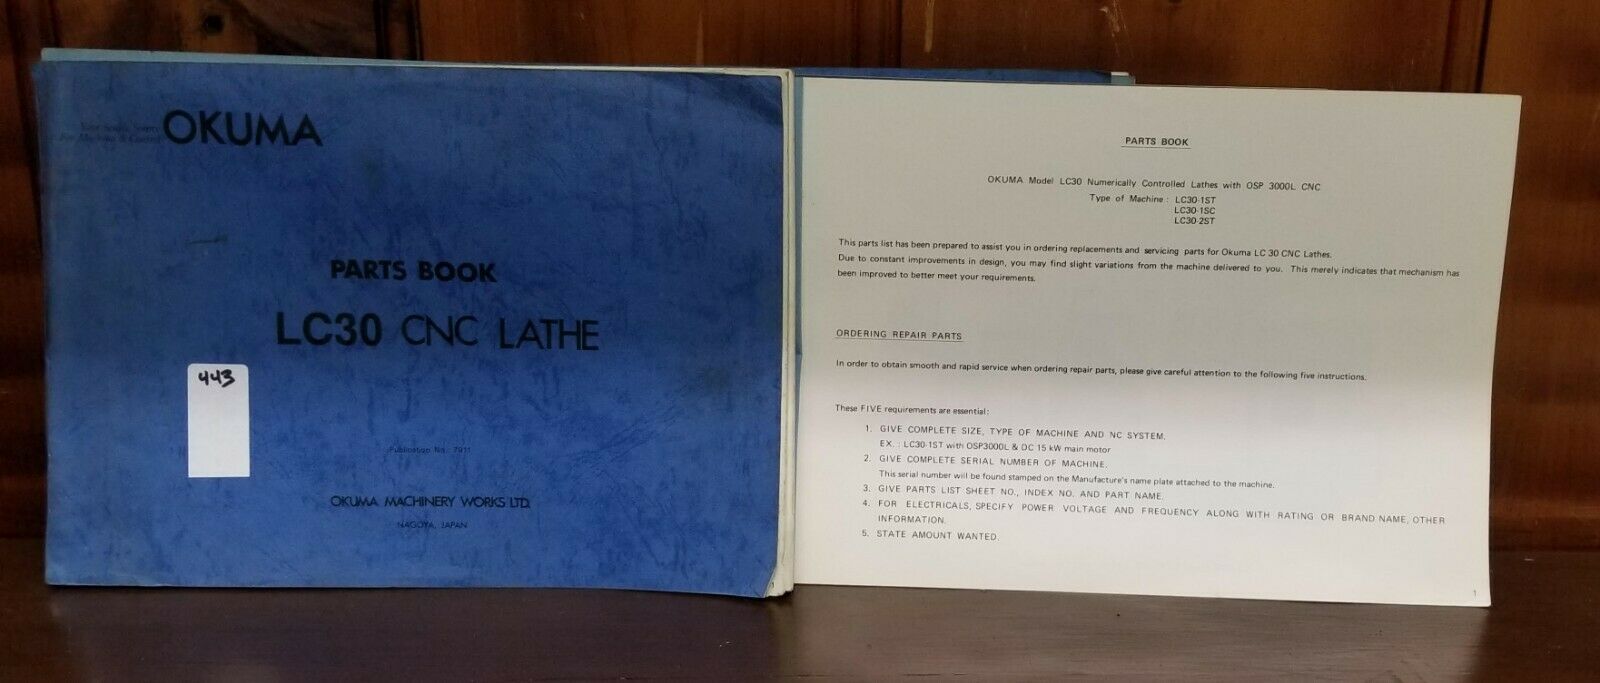 Your Single Source
For Machine & Control
OKUMA
PARTS BOOK
LC30 CNC LATHE
443
Publication No. 7911
OKUMA MACHINERY WORKS LTD.
NAGOYA, JAPAN
PARTS BOOK
OKUMA Model LC30 Numerically Controlled Lathes with OSP 3000L CNC
Type of Machine : LC30-1ST
LC30-1SC
LC30-2ST
This parts list has been prepared to assist you in ordering replacements and servicing parts for Okuma LC 30 CNC Lathes.
Due to constant improvements in design, you may find slight variations from the machine delivered to you. This merely indicates that mechanism has
been improved to better meet your requirements.
ORDERING REPAIR PARTS
In order to obtain smooth and rapid service when ordering repair parts, please give careful attention to the following five instructions.
These FIVE requirements are essential:
1. GIVE COMPLETE SIZE, TYPE OF MACHINE AND NC SYSTEM.
EX. : LC30-1ST with OSP3000L & DC 15 kW main motor
2. GIVE COMPLETE SERIAL NUMBER OF MACHINE.
This serial number will be found stamped on the Manufacture's name plate attached to the machine.
3. GIVE PARTS LIST SHEET NO., INDEX NO. AND PART NAME.
4. FOR ELECTRICALS, SPECIFY POWER VOLTAGE AND FREQUENCY ALONG WITH RATING OR BRAND NAME, OTHER
INFORMATION.
5. STATE AMOUNT WANTED.
1